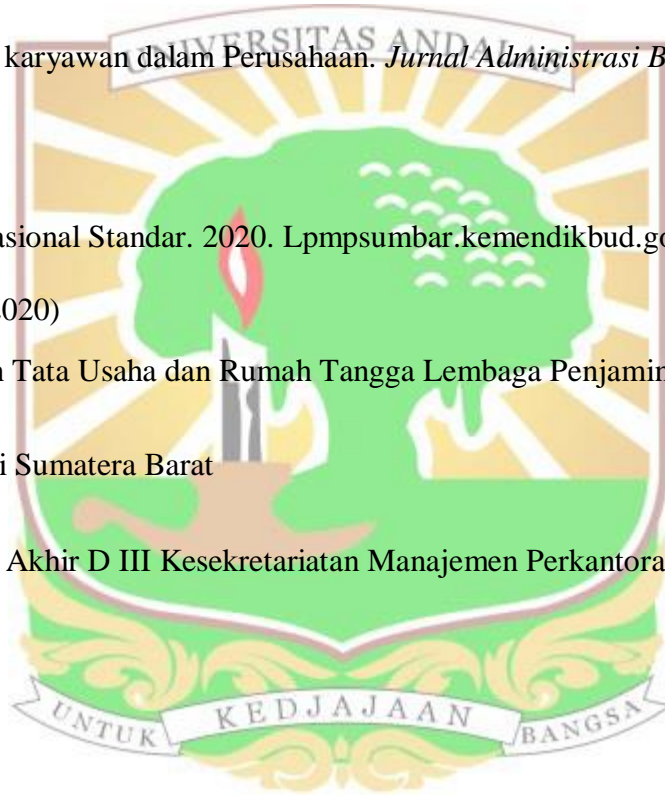 UNIVERSITAS ANDALAS
karyawan dalam Perusahaan. Jurnal Administrasi B
asional Standar. 2020. Lpmpsumbar.kemendikbud.go
2020)
n Tata Usaha dan Rumah Tangga Lembaga Penjamin
i Sumatera Barat
Akhir D III Kesekretariatan Manajemen Perkantora
UNTUK KEDJAJAAN BANGSA